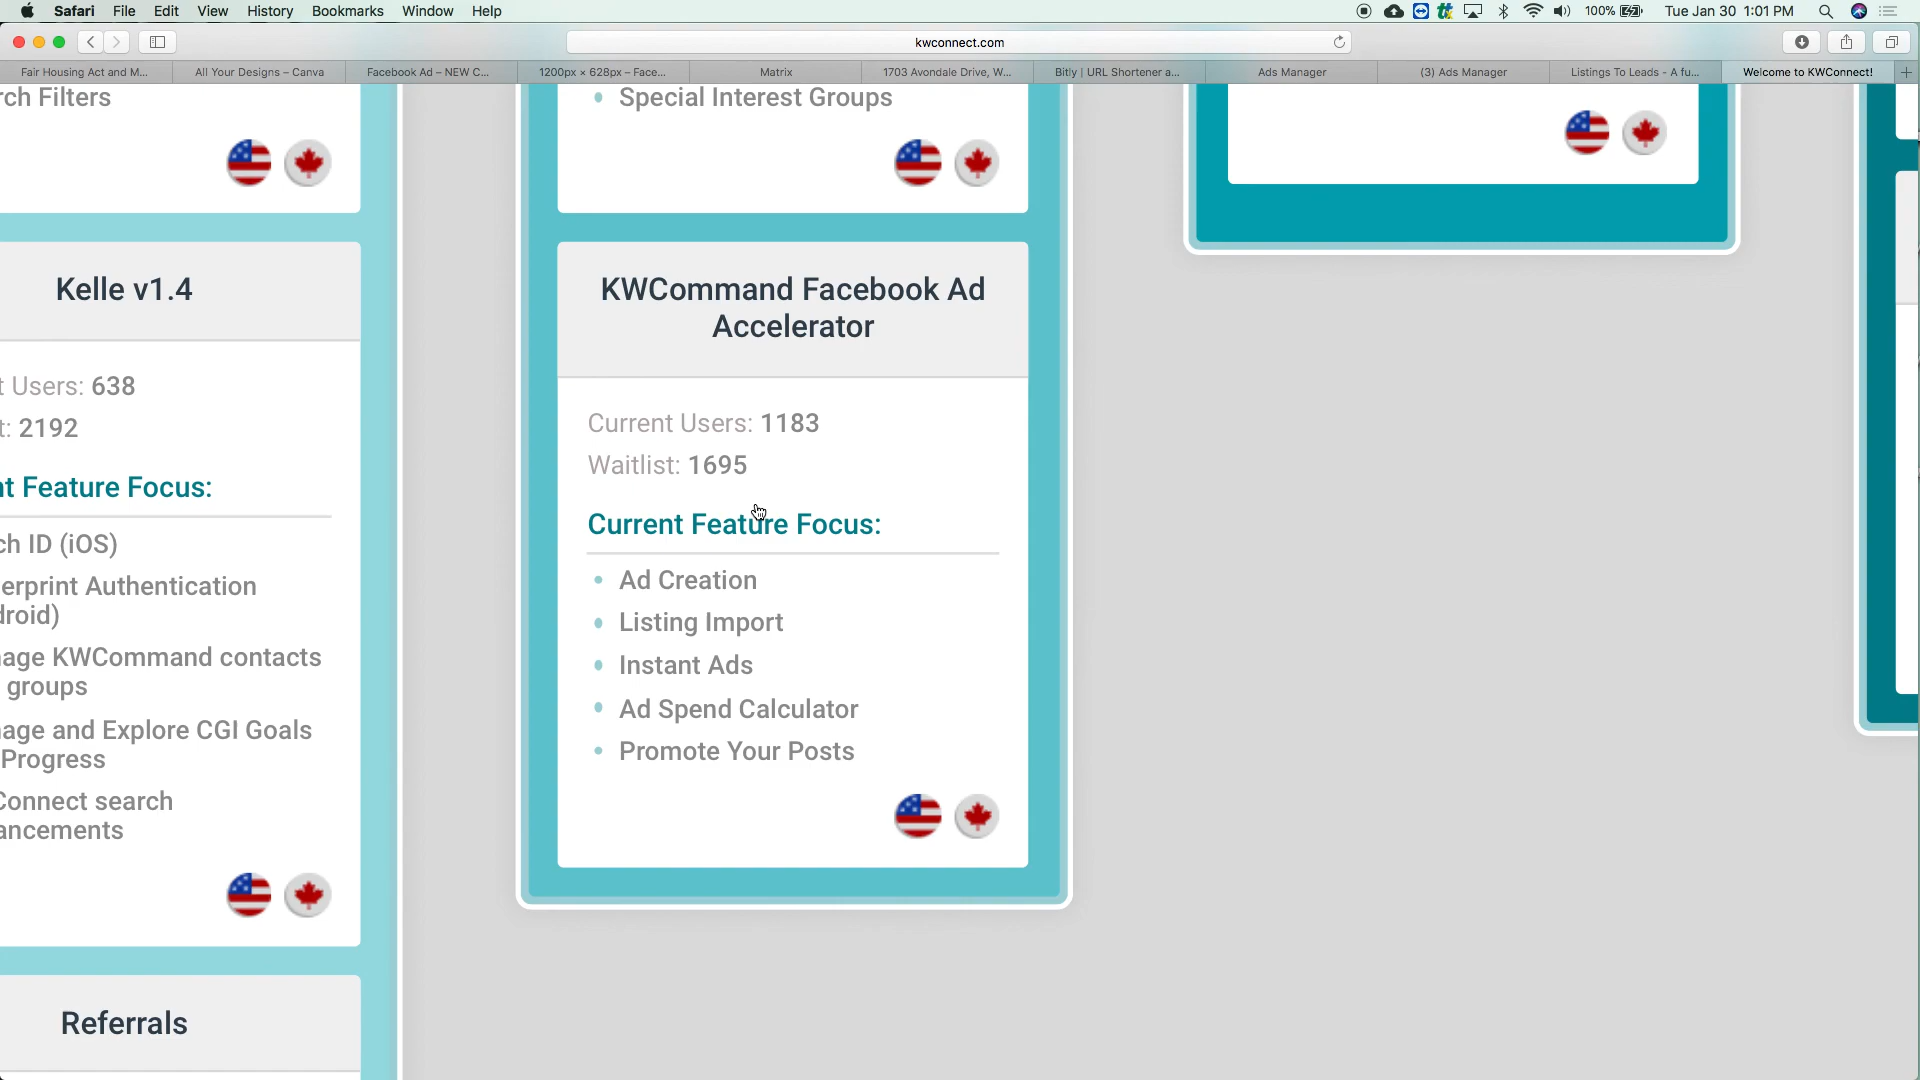 Safari File Edit View History Bookmarks Window Help
100% Tue Jan 30 1:01 PM
kwconnect.com
Fair Housing Act and M...
All Your Designs – Canva
Facebook Ad – NEW C...
1200px × 628px – Face...
Matrix
1703 Avondale Drive, W...
Bitly | URL Shortener a...
Ads Manager
(3) Ads Manager
Listings To Leads - A fu...
Welcome to KWConnect!
rch Filters
Kelle v1.4
t Users: 638
t: 2192
nt Feature Focus:
ch ID (iOS)
erprint Authentication
droid)
nage KWCommand contacts
groups
nage and Explore CGI Goals
Progress
Connect search
ancements
Referrals
Special Interest Groups
KWCommand Facebook Ad
Accelerator
Current Users: 1183
Waitlist: 1695
Current Feature Focus:
Ad Creation
Listing Import
Instant Ads
Ad Spend Calculator
Promote Your Posts